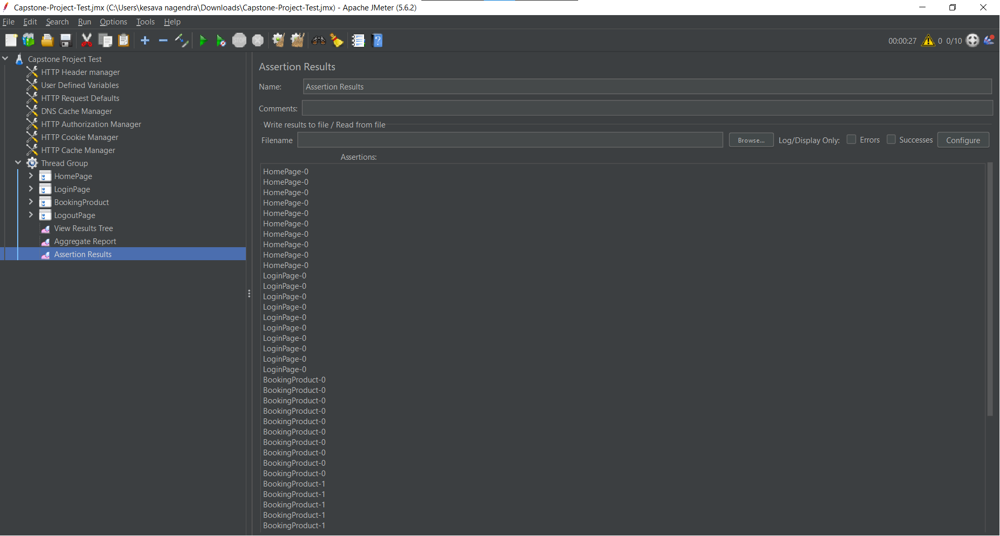 Capstone-Project-Test.jmx (C:\Users\kesava nagendra\Downloads\Capstone-Project-Test.jmx) - Apache JMeter (5.6.2)
File Edit Search Run Options Tools Help
STOP 00:00:27 0 0/10
Capstone Project Test
HTTP Header manager
User Defined Variables
HTTP Request Defaults
DNS Cache Manager
HTTP Authorization Manager
HTTP Cookie Manager
HTTP Cache Manager
Thread Group
HomePage
LoginPage
BookingProduct
LogoutPage
View Results Tree
Aggregate Report
Assertion Results
Assertion Results
Name: Assertion Results
Comments:
Write results to file / Read from file
Filename Browse... Log/Display Only: Errors Successes Configure
Assertions:
HomePage-0
HomePage-0
HomePage-0
HomePage-0
HomePage-0
HomePage-0
HomePage-0
HomePage-0
HomePage-0
HomePage-0
LoginPage-0
LoginPage-0
LoginPage-0
LoginPage-0
LoginPage-0
LoginPage-0
LoginPage-0
LoginPage-0
LoginPage-0
LoginPage-0
BookingProduct-0
BookingProduct-0
BookingProduct-0
BookingProduct-0
BookingProduct-0
BookingProduct-0
BookingProduct-0
BookingProduct-0
BookingProduct-0
BookingProduct-0
BookingProduct-1
BookingProduct-1
BookingProduct-1
BookingProduct-1
BookingProduct-1